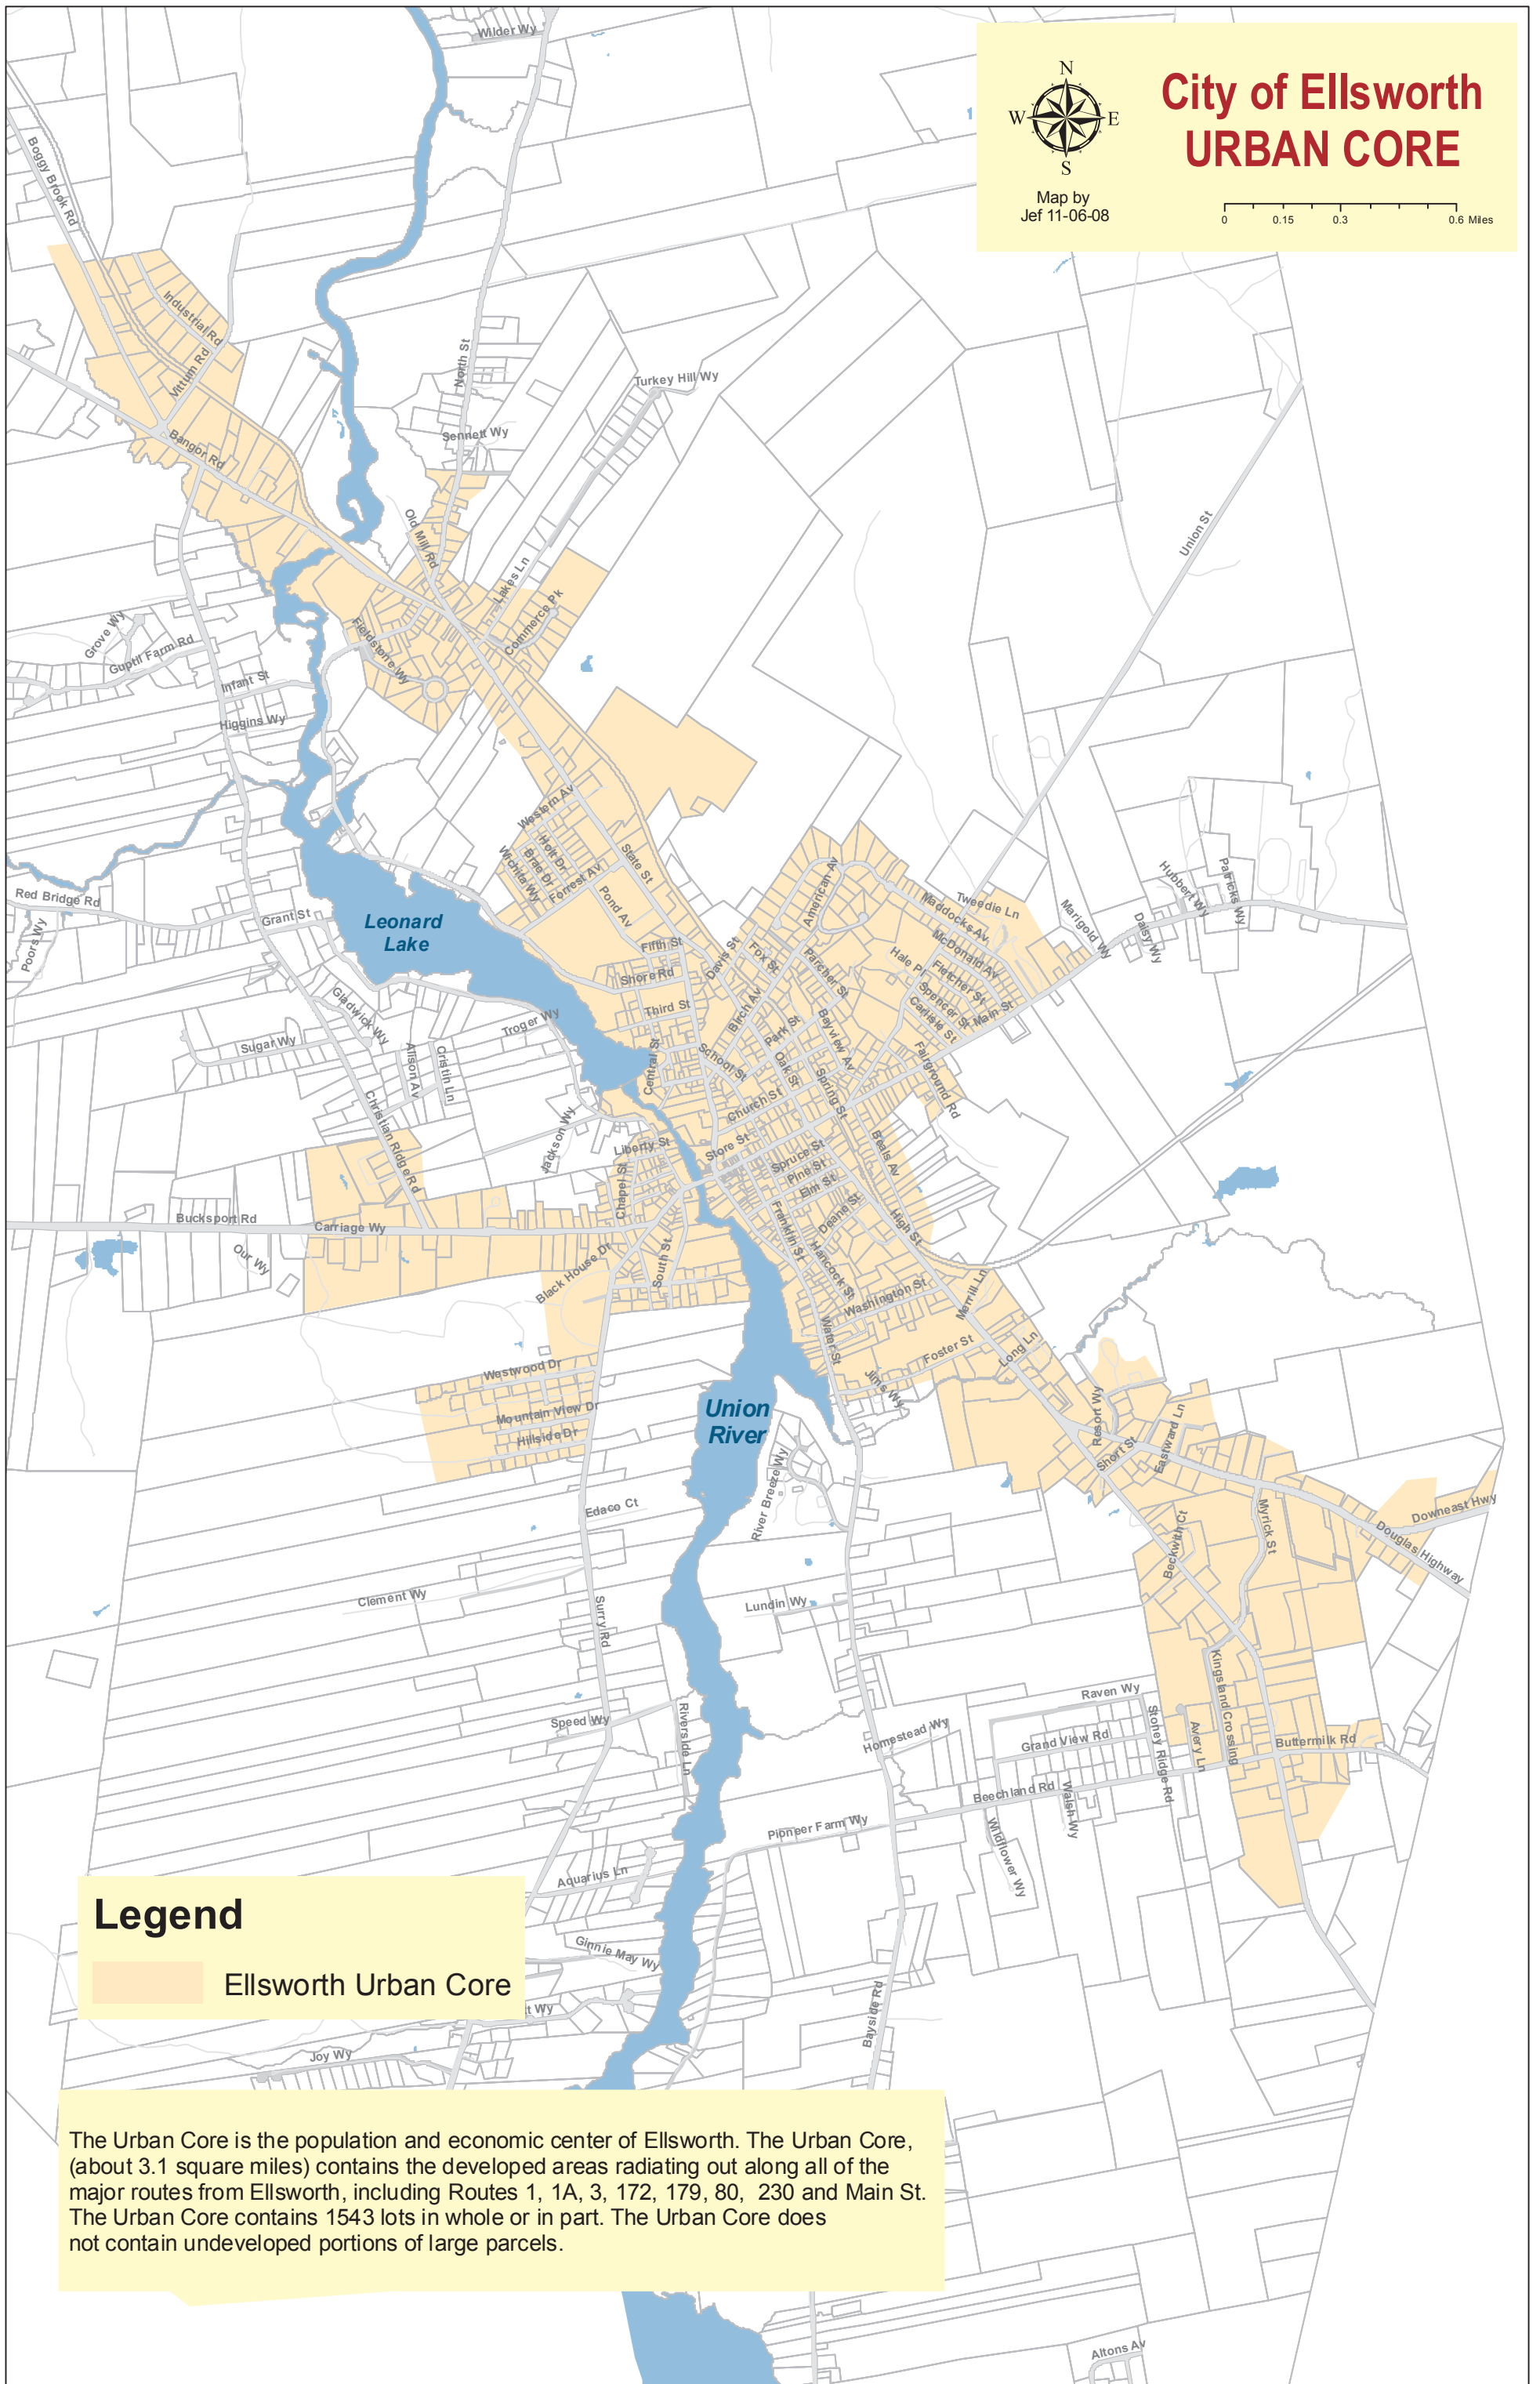 City of Ellsworth
URBAN CORE
N
W E
S
Map by
Jef 11-06-08
0 0.15 0.3 0.6 Miles
Wilder Wy
Boggy Brook Rd
Industrial Rd
Vittum Rd
Bangor Rd
North St
Turkey Hill Wy
Sennett Wy
Old Mill Rd
Union St
Lakes Ln
Commerce Pk
Grove Wy
Guptil Farm Rd
Fieldstone Wy
Infant St
Higgins Wy
Western Av
Holt Dr
Brae Dr
Wichita Wy
Forrest Av
State St
Pond Av
American Av
Tweedie Ln
Maddocks Av
Hubbert Wy
Patricks Wy
Marigold Wy
Daisy Wy
Red Bridge Rd
Poors Wy
Grant St
Leonard
Lake
Fifth St
Davis St
Fox St
Parcher St
McDonald Av
Hale Pl
Fletcher St
Spencer St
Carlisle St
Main St
Shore Rd
Third St
Birch Av
Park St
Bayview Av
Gladwick Wy
Troger Wy
Sugar Wy
Alison Av
Cristin Ln
Central St
School St
Oak St
Fairground Rd
Church St
Spring St
Christian Ridge Rd
Jackson Wy
Liberty St
Store St
Spruce St
Pine St
Elm St
Beals Av
Chapel St
Bucksport Rd
Carriage Wy
Our Wy
Black House Dr
South St
Franklin St
Deane St
High St
Hancock St
Washington St
Merrill Ln
Water St
Foster St
Long Ln
Jims Wy
Westwood Dr
Mountain View Dr
Hillside Dr
Union
River
Resort Wy
Eastward Ln
Short St
River Breeze Wy
Edaco Ct
Beckwith Ct
Myrick St
Downeast Hwy
Douglas Highway
Clement Wy
Lundin Wy
Surry Rd
Kingsland Crossing
Raven Wy
Speed Wy
Riverside Ln
Homestead Wy
Grand View Rd
Stoney Ridge Rd
Avery Ln
Buttermilk Rd
Beechland Rd
Walsh Wy
Pioneer Farm Wy
Wildflower Wy
Aquarius Ln
Legend
Ellsworth Urban Core
Ginnie May Wy
tt Wy
Bayside Rd
Joy Wy
The Urban Core is the population and economic center of Ellsworth. The Urban Core,
(about 3.1 square miles) contains the developed areas radiating out along all of the
major routes from Ellsworth, including Routes 1, 1A, 3, 172, 179, 80, 230 and Main St.
The Urban Core contains 1543 lots in whole or in part. The Urban Core does
not contain undeveloped portions of large parcels.
Altons Av